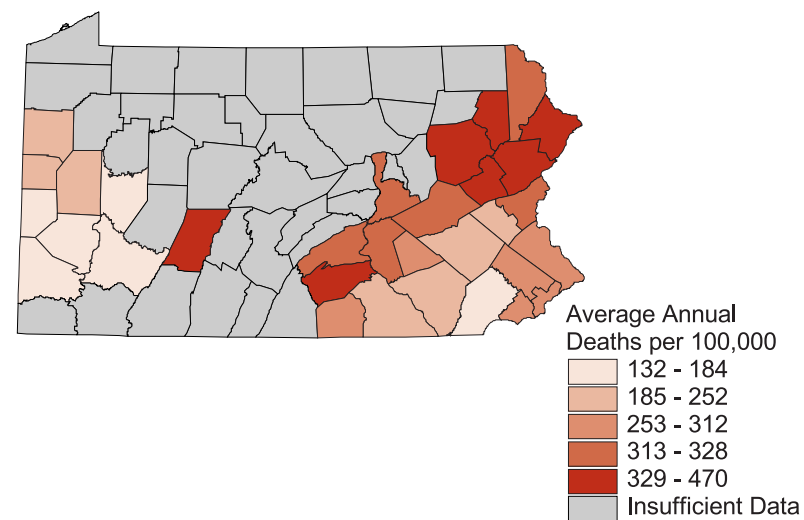 Average Annual
Deaths per 100,000
132 - 184
185 - 252
253 - 312
313 - 328
329 - 470
Insufficient Data